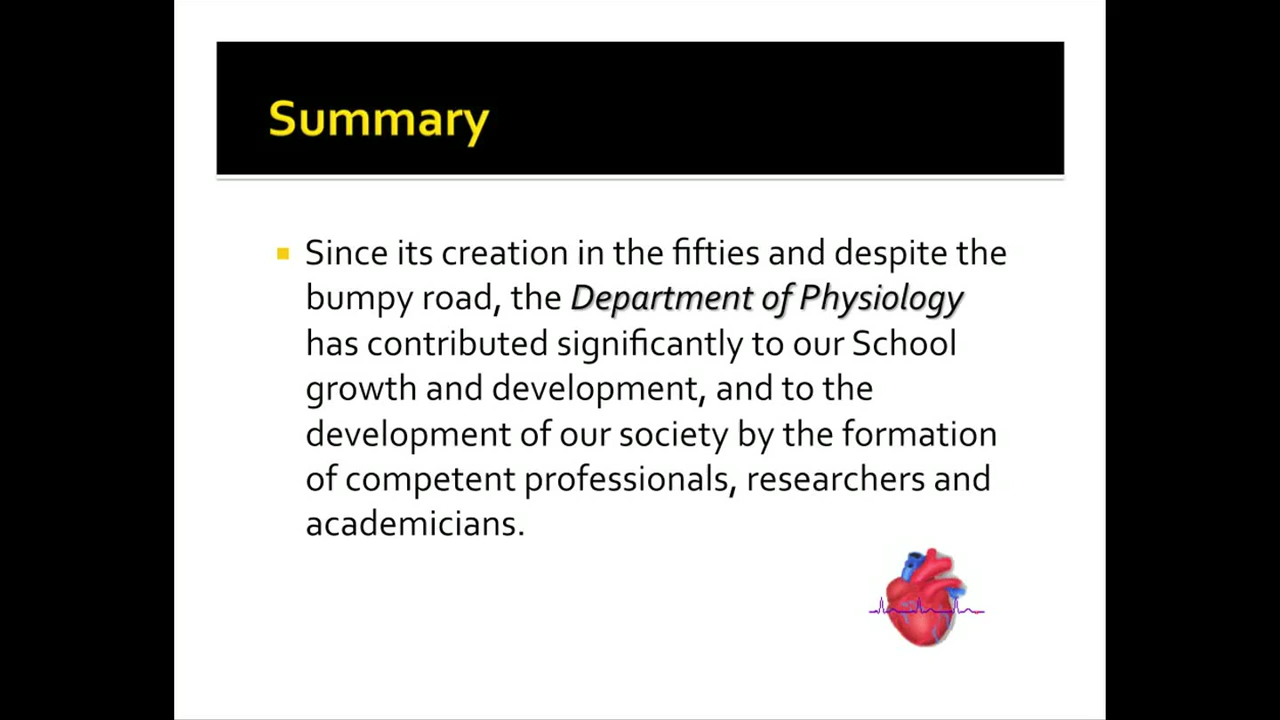 Summary
Since its creation in the fifties and despite the
bumpy road, the Department of Physiology
has contributed significantly to our School
growth and development, and to the
development of our society by the formation
of competent professionals, researchers and
academicians.